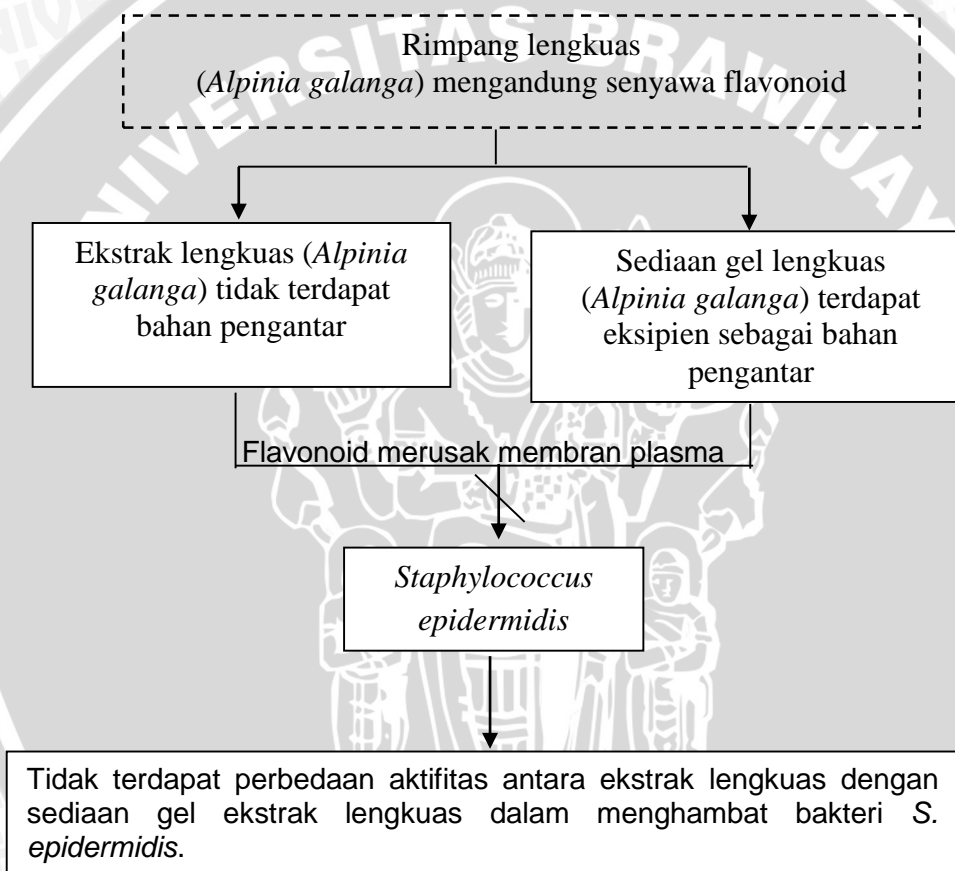 UNIVERSITAS BRAWIJAYA
Rimpang lengkuas
(Alpinia galanga) mengandung senyawa flavonoid
Ekstrak lengkuas (Alpinia
galanga) tidak terdapat
bahan pengantar
Sediaan gel lengkuas
(Alpinia galanga) terdapat
eksipien sebagai bahan
pengantar
Flavonoid merusak membran plasma
Staphylococcus
epidermidis
Tidak terdapat perbedaan aktifitas antara ekstrak lengkuas dengan
sediaan gel ekstrak lengkuas dalam menghambat bakteri S.
epidermidis.